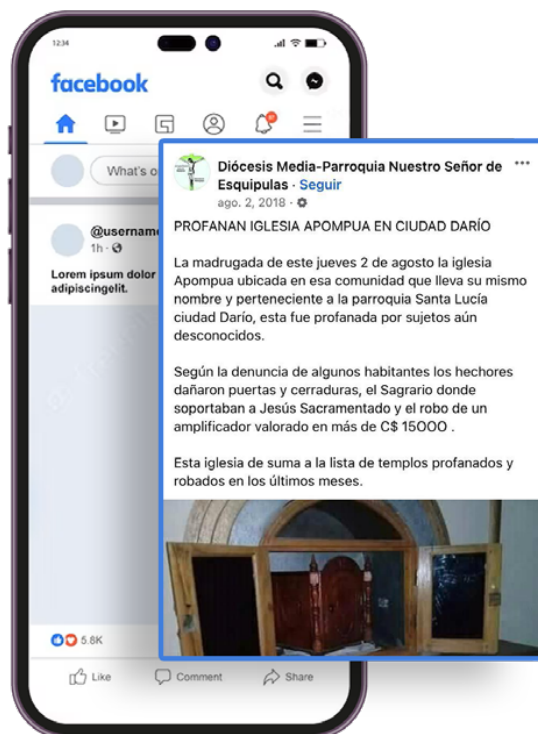 12:34
facebook
What's o
@username
1h
Lorem ipsum dolor
adipiscingelit.
5.8K
Like Comment Share
Diócesis Media-Parroquia Nuestro Señor de
Esquipulas · Seguir
ago. 2, 2018 ·
PROFANAN IGLESIA APOMPUA EN CIUDAD DARÍO
La madrugada de este jueves 2 de agosto la iglesia
Apompua ubicada en esa comunidad que lleva su mismo
nombre y perteneciente a la parroquia Santa Lucía
ciudad Darío, esta fue profanada por sujetos aún
desconocidos.
Según la denuncia de algunos habitantes los hechores
dañaron puertas y cerraduras, el Sagrario donde
soportaban a Jesús Sacramentado y el robo de un
amplificador valorado en más de C$ 15OOO .
Esta iglesia de suma a la lista de templos profanados y
robados en los últimos meses.